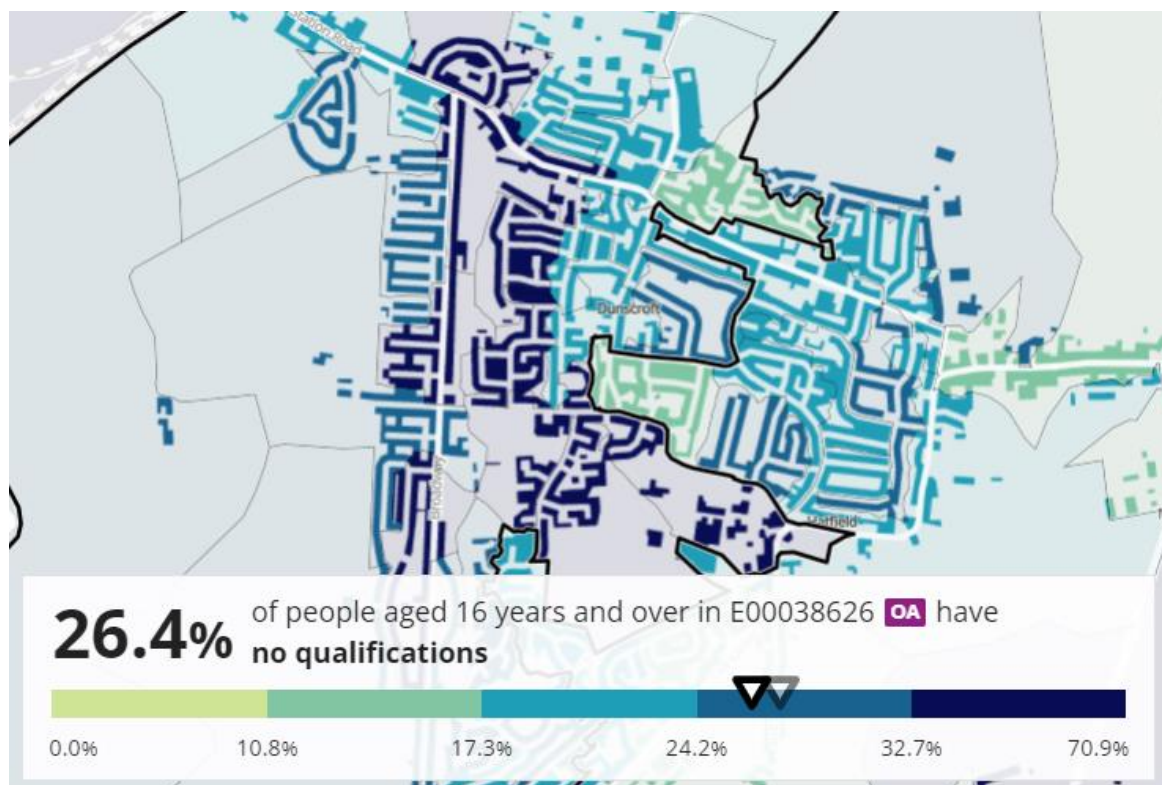 Station Road
Dunscroft
Broadway
Hatfield
26.4% of people aged 16 years and over in E00038626 OA have
no qualifications
0.0% 10.8% 17.3% 24.2% 32.7% 70.9%